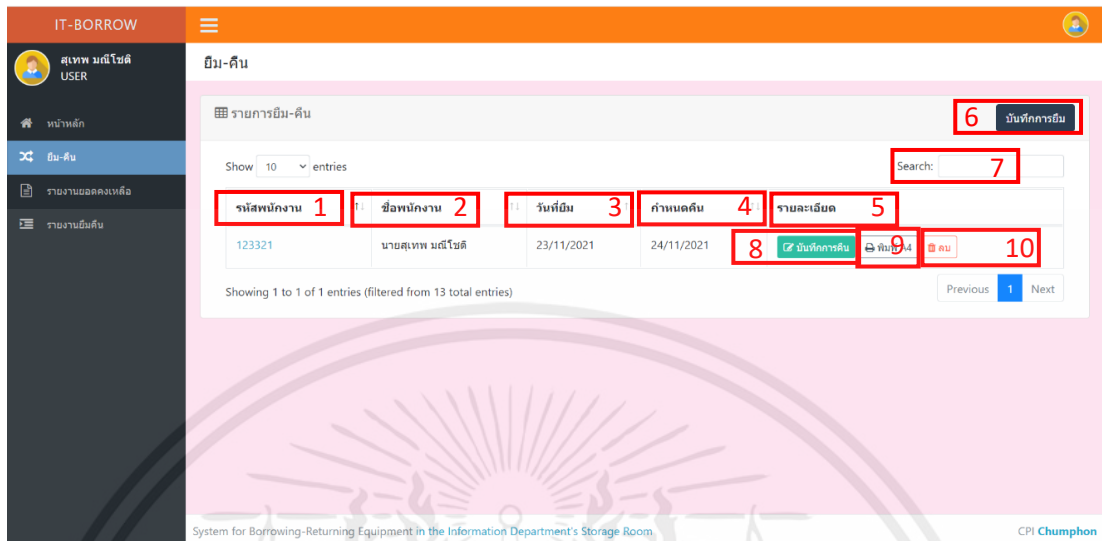 IT-BORROW
สุเทพ มณีโชติ
USER
หน้าหลัก
ยืม-คืน
รายงานยอดคงเหลือ
รายงานยืมคืน
ยืม-คืน
รายการยืม-คืน
6 บันทึกการยืม
Show 10 entries
Search: 7
รหัสพนักงาน 1 ชื่อพนักงาน 2 วันที่ยืม 3 กำหนดคืน 4 รายละเอียด 5
123321 นายสุเทพ มณีโชติ 23/11/2021 24/11/2021 8 บันทึกการคืน พิมพ์ A4 9 ลบ 10
Showing 1 to 1 of 1 entries (filtered from 13 total entries)
Previous 1 Next
System for Borrowing-Returning Equipment in the Information Department's Storage Room
CPI Chumphon